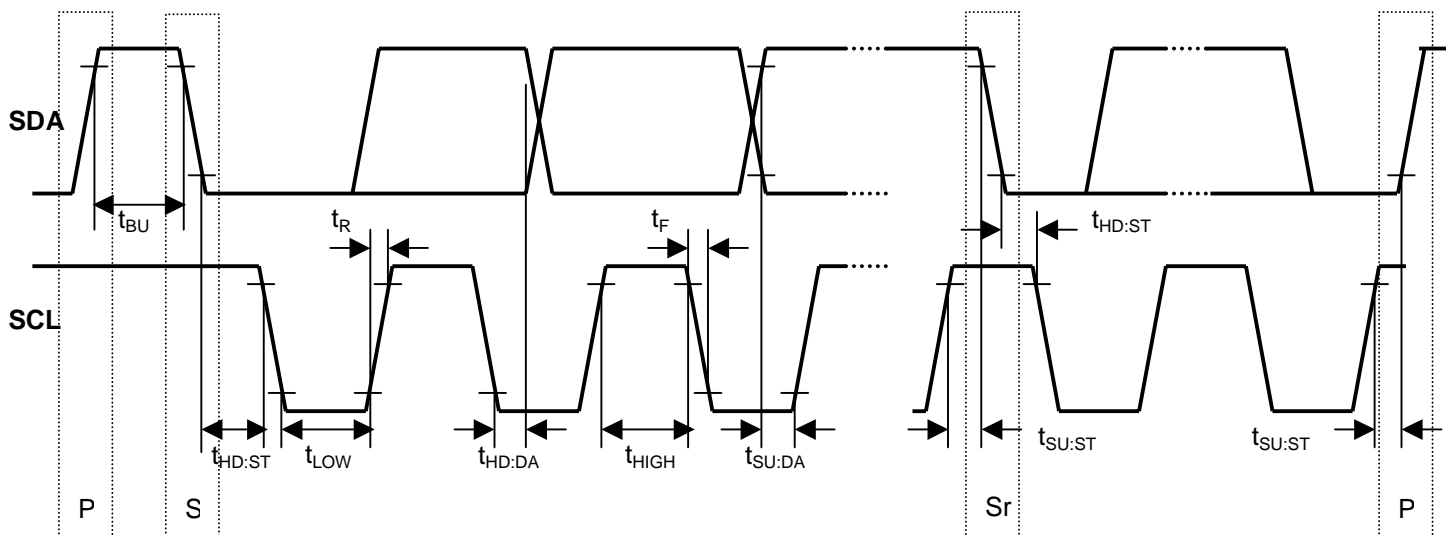 SDA
tBU
tR
tF
tHD:ST
SCL
tHD:ST
tLOW
tHD:DA
tHIGH
tSU:DA
tSU:ST
tSU:ST
P
S
Sr
P